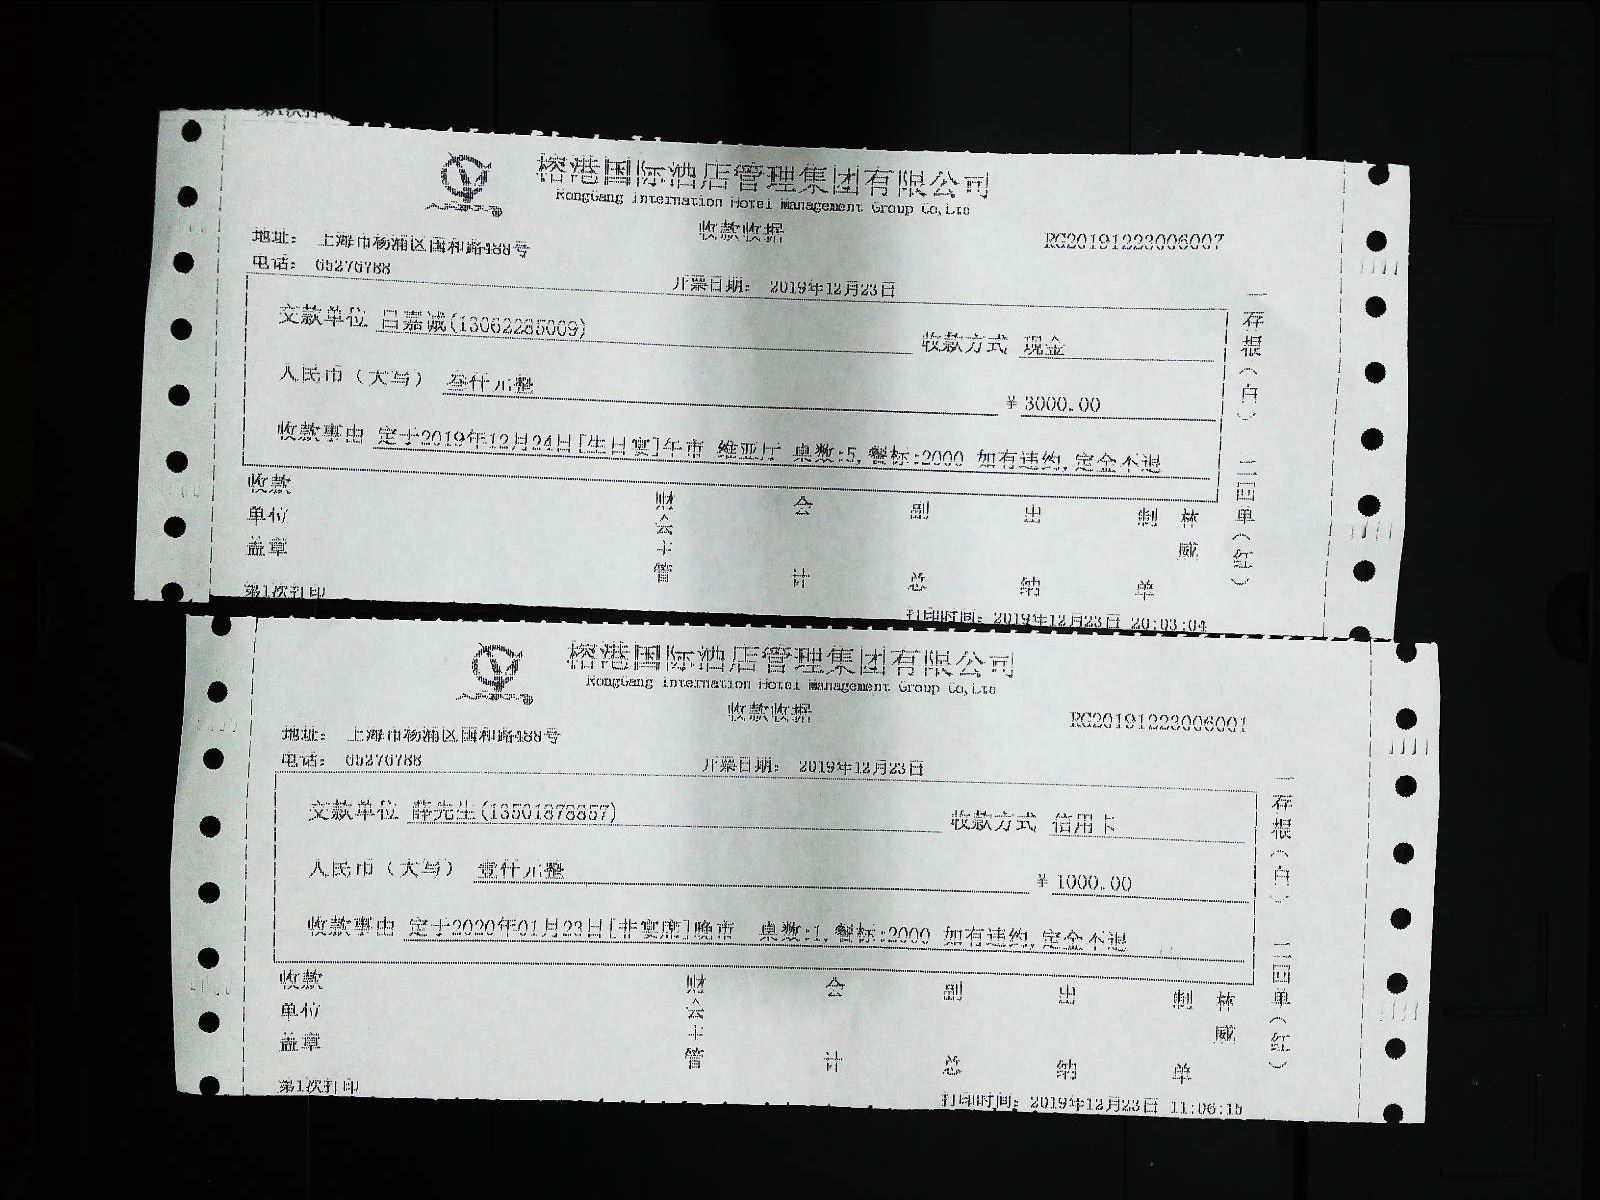 榕港国际酒店管理集团有限公司
RongGang International Hotel Management Group Co,Ltd
收款收据
RG20191223006007
地址： 上海市杨浦区国和路488号
电话： 65276788
开票日期： 2019年12月23日
交款单位 吕嘉诚(13062285009) 收款方式 现金
人民币（大写） 叁仟元整 ¥ 3000.00
收款事由 定于2019年12月24日[生日宴]午市 维亚厅 桌数:5,餐标:2000 如有违约,定金不退
一存根（白） 二回单（红）
收款单位盖章 财会主管 会计 副总 出纳 制单 林威
第1次打印
打印时间：2019年12月23日 20:03:04
榕港国际酒店管理集团有限公司
RongGang International Hotel Management Group Co,Ltd
收款收据
RG20191223006001
地址： 上海市杨浦区国和路488号
电话： 65276788
开票日期： 2019年12月23日
交款单位 薛先生(13501878857) 收款方式 信用卡
人民币（大写） 壹仟元整 ¥ 1000.00
收款事由 定于2020年01月23日[非宴席]晚市 桌数:1,餐标:2000 如有违约,定金不退
一存根（白） 二回单（红）
收款单位盖章 财会主管 会计 副总 出纳 制单 林威
第1次打印
打印时间：2019年12月23日 11:06:15